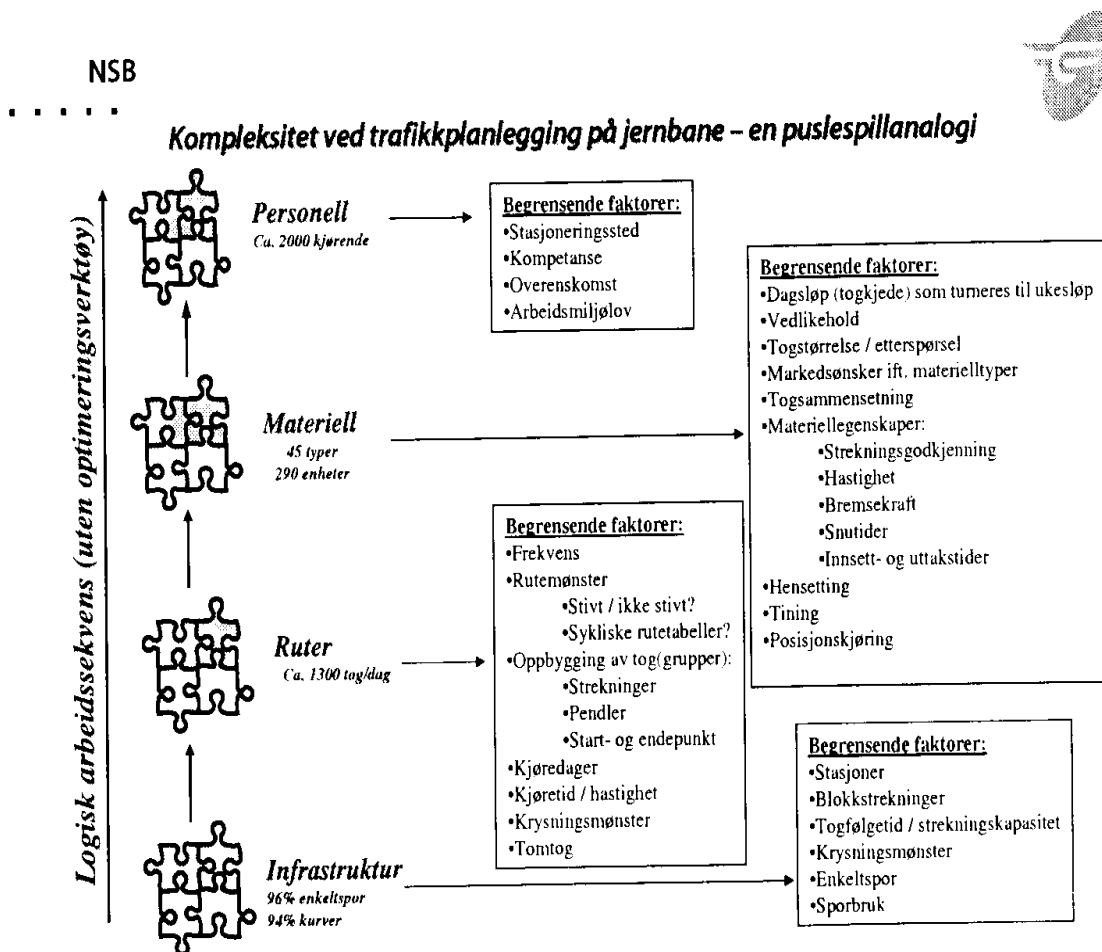 NSB
Kompleksitet ved trafikkplanlegging på jernbane – en puslespillanalogi
Logisk arbeidssekvens (uten optimeringsverktøy)
Personell
Ca. 2000 kjørende
Begrensende faktorer:
•Stasjoneringssted
•Kompetanse
•Overenskomst
•Arbeidsmiljølov
Materiell
45 typer
290 enheter
Begrensende faktorer:
•Dagsløp (togkjede) som turneres til ukesløp
•Vedlikehold
•Togstørrelse / etterspørsel
•Markedsønsker ift. materielltyper
•Togsammensetning
•Materiellegenskaper:
•Strekningsgodkjenning
•Hastighet
•Bremsekraft
•Snutider
•Innsett- og uttakstider
•Hensetting
•Tining
•Posisjonskjøring
Ruter
Ca. 1300 tog/dag
Begrensende faktorer:
•Frekvens
•Rutemønster
•Stivt / ikke stivt?
•Sykliske rutetabeller?
•Oppbygging av tog(grupper):
•Strekninger
•Pendler
•Start- og endepunkt
•Kjøredager
•Kjøretid / hastighet
•Krysningsmønster
•Tomtog
Infrastruktur
96% enkeltspor
94% kurver
Begrensende faktorer:
•Stasjoner
•Blokkstrekninger
•Togfølgetid / strekningskapasitet
•Krysningsmønster
•Enkeltspor
•Sporbruk